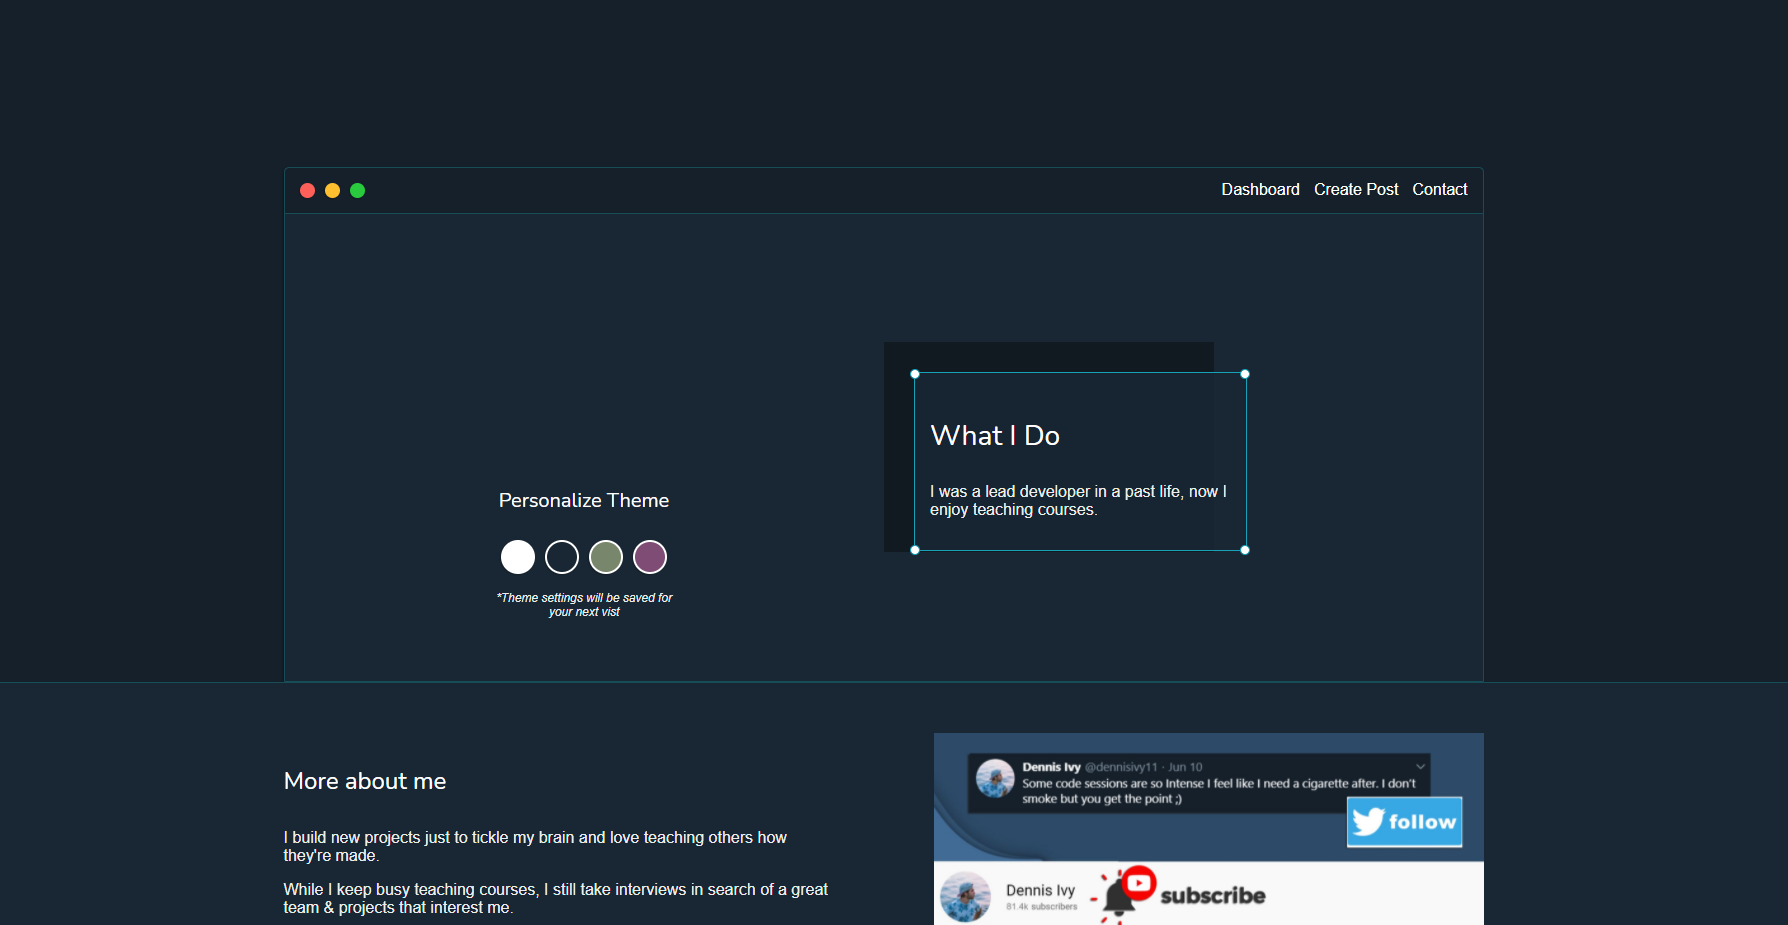 Dashboard Create Post Contact
What I Do
I was a lead developer in a past life, now I
enjoy teaching courses.
Personalize Theme
*Theme settings will be saved for
your next vist
More about me
I build new projects just to tickle my brain and love teaching others how
they're made.
While I keep busy teaching courses, I still take interviews in search of a great
team & projects that interest me.
Dennis Ivy @dennisivy11 · Jun 10
Some code sessions are so Intense I feel like I need a cigarette after. I don't
smoke but you get the point ;)
follow
Dennis Ivy
81.4k subscribers
subscribe